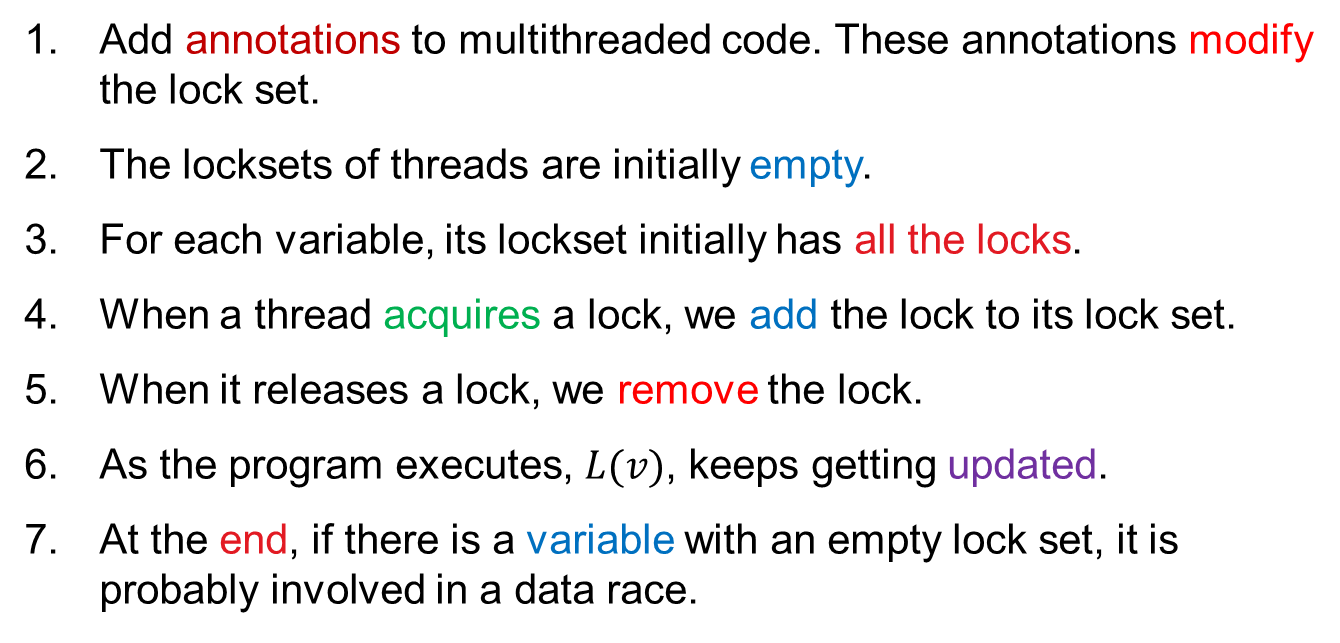 1. Add annotations to multithreaded code. These annotations modify
the lock set.
2. The locksets of threads are initially empty.
3. For each variable, its lockset initially has all the locks.
4. When a thread acquires a lock, we add the lock to its lock set.
5. When it releases a lock, we remove the lock.
6. As the program executes, L(v), keeps getting updated.
7. At the end, if there is a variable with an empty lock set, it is
probably involved in a data race.